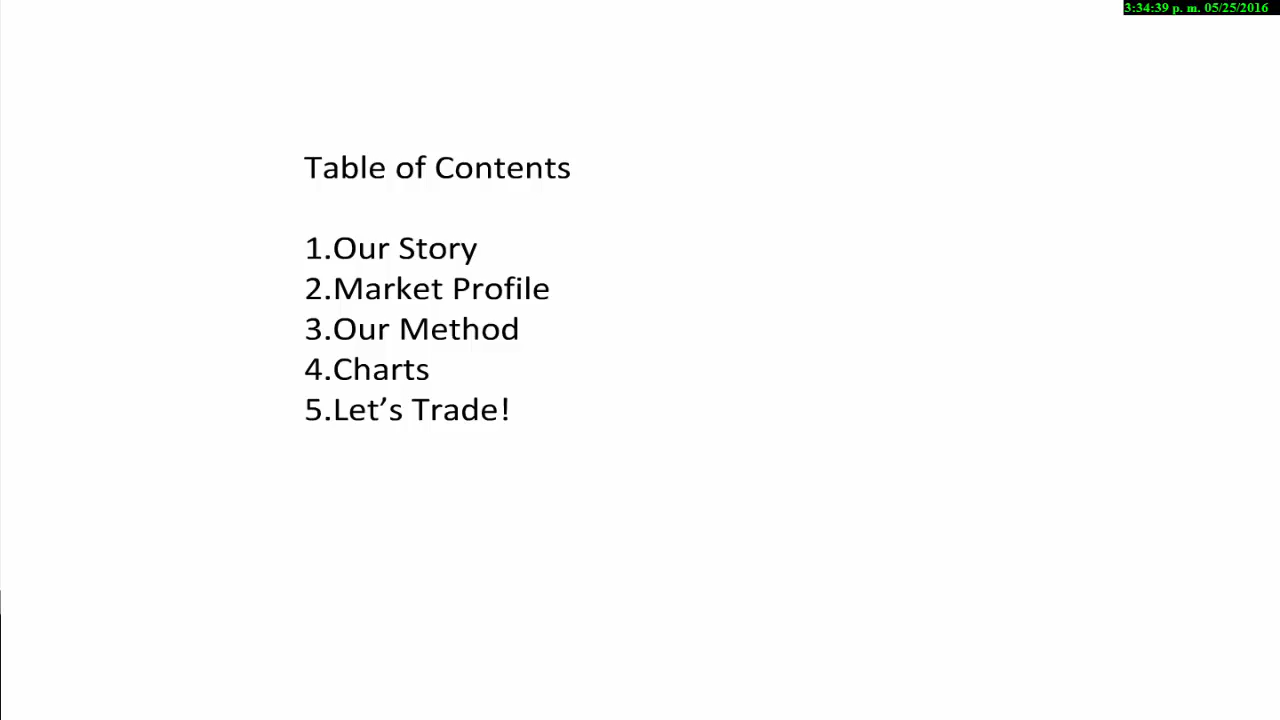 3:34:39 p. m. 05/25/2016
Table of Contents
1.Our Story
2.Market Profile
3.Our Method
4.Charts
5.Let’s Trade!